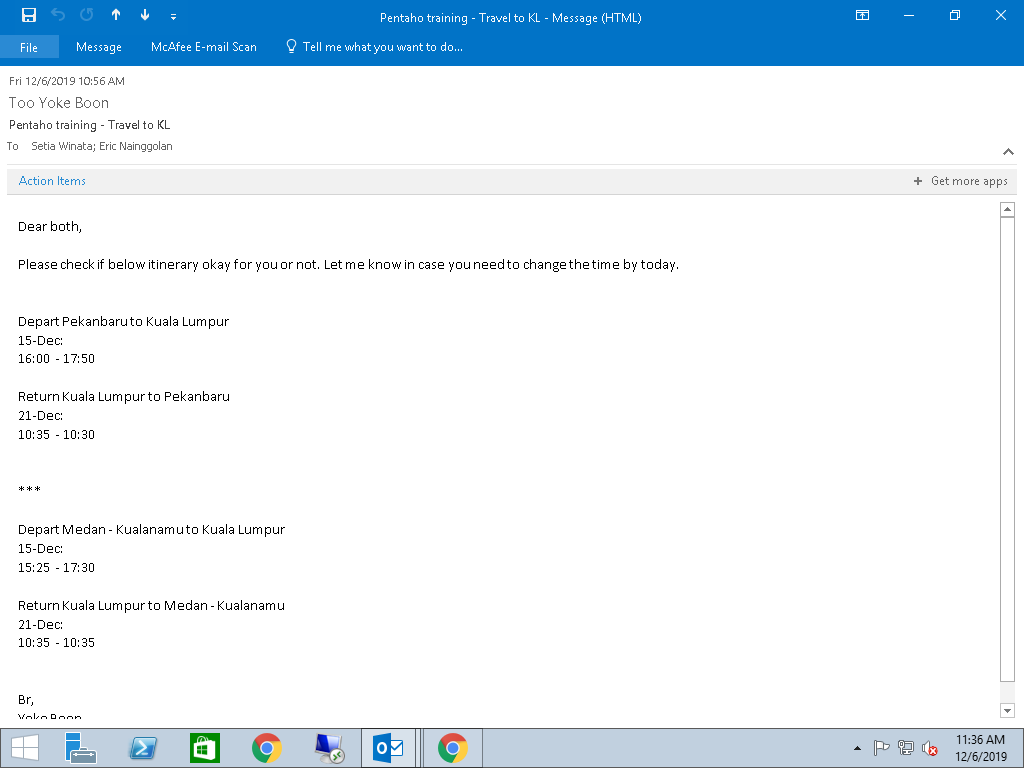 Pentaho training - Travel to KL - Message (HTML)
File Message McAfee E-mail Scan Tell me what you want to do...
Fri 12/6/2019 10:56 AM
Too Yoke Boon
Pentaho training - Travel to KL
To Setia Winata; Eric Nainggolan
Action Items + Get more apps
Dear both,
Please check if below itinerary okay for you or not. Let me know in case you need to change the time by today.
Depart Pekanbaru to Kuala Lumpur
15-Dec:
16:00 - 17:50
Return Kuala Lumpur to Pekanbaru
21-Dec:
10:35 - 10:30
***
Depart Medan - Kualanamu to Kuala Lumpur
15-Dec:
15:25 - 17:30
Return Kuala Lumpur to Medan - Kualanamu
21-Dec:
10:35 - 10:35
Br,
Yoke Boon
11:36 AM
12/6/2019